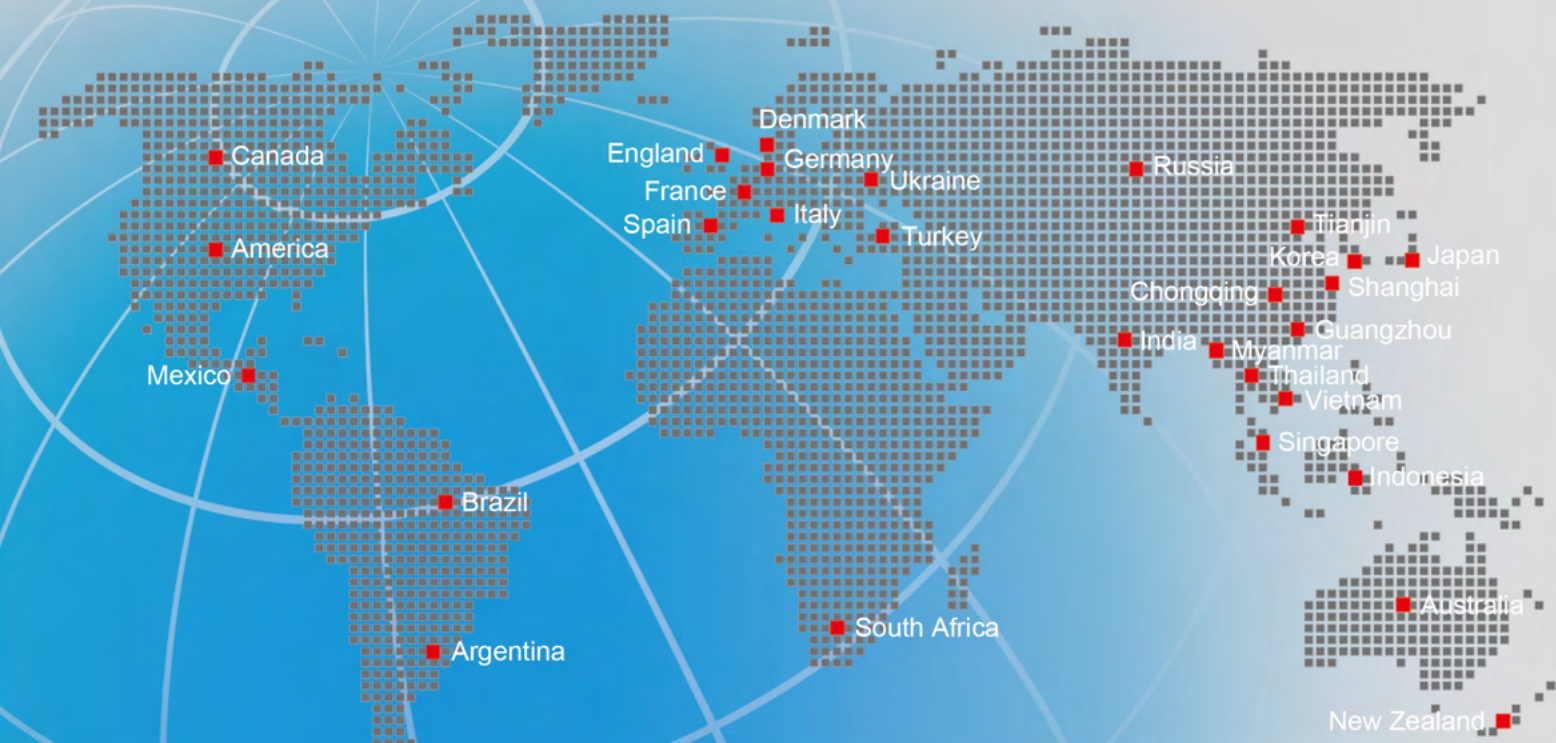 Denmark
England
Germany
Canada
Russia
Ukraine
France
Italy
Spain
Tianjin
Turkey
America
Korea
Japan
Shanghai
Chongqing
Guangzhou
India
Myanmar
Mexico
Thailand
Vietnam
Singapore
Indonesia
Brazil
Australia
South Africa
Argentina
New Zealand